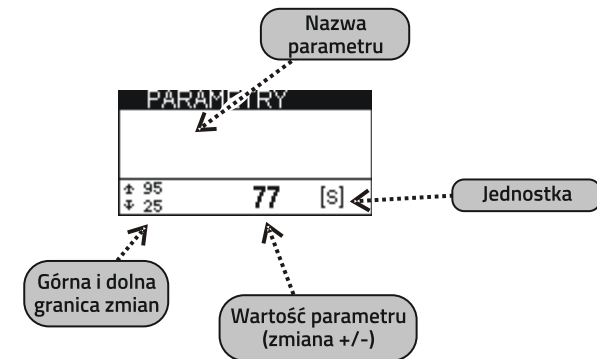 Nazwa
parametru
PARAMETRY
95
25
77
[S]
Jednostka
Górna i dolna
granica zmian
Wartość parametru
(zmiana +/-)